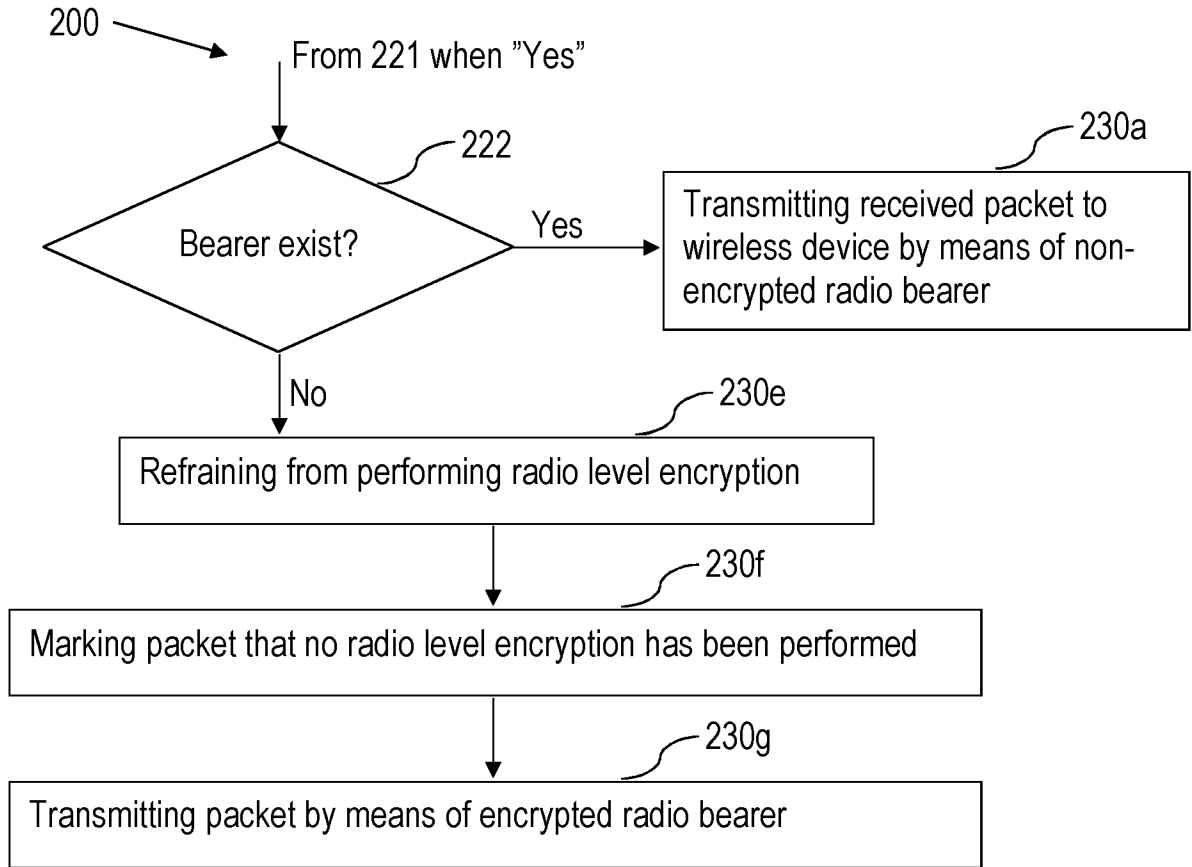 200
From 221 when ”Yes”
222
230a
Bearer exist?
Yes
Transmitting received packet to
wireless device by means of non-
encrypted radio bearer
No
230e
Refraining from performing radio level encryption
230f
Marking packet that no radio level encryption has been performed
230g
Transmitting packet by means of encrypted radio bearer